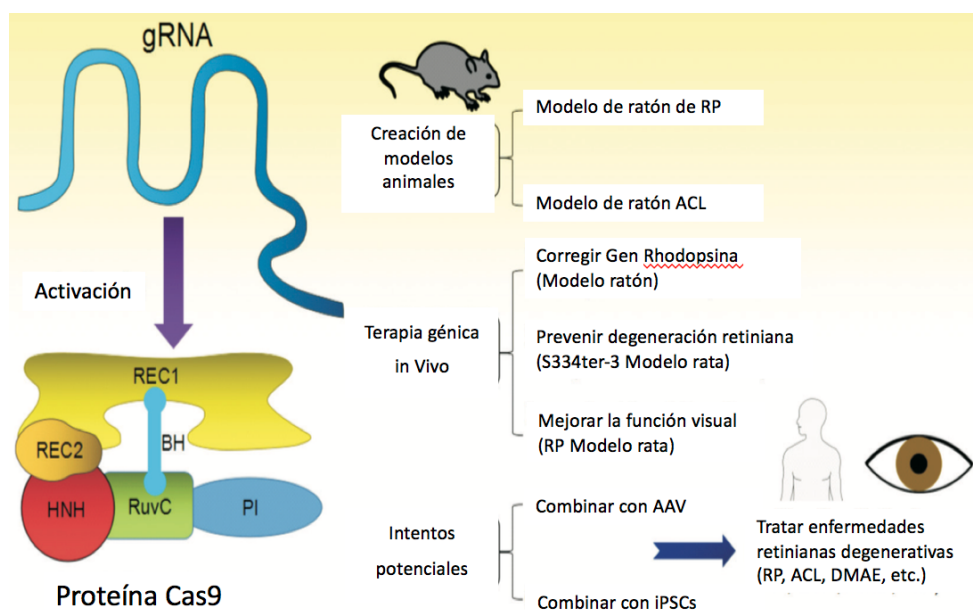 gRNA
Activación
REC1
BH
REC2
HNH
RuvC
PI
Proteína Cas9
Creación de
modelos
animales
Modelo de ratón de RP
Modelo de ratón ACL
Terapia génica
in Vivo
Corregir Gen Rhodopsina
(Modelo ratón)
Prevenir degeneración retiniana
(S334ter-3 Modelo rata)
Mejorar la función visual
(RP Modelo rata)
Intentos
potenciales
Combinar con AAV
Combinar con iPSCs
Tratar enfermedades
retinianas degenerativas
(RP, ACL, DMAE, etc.)